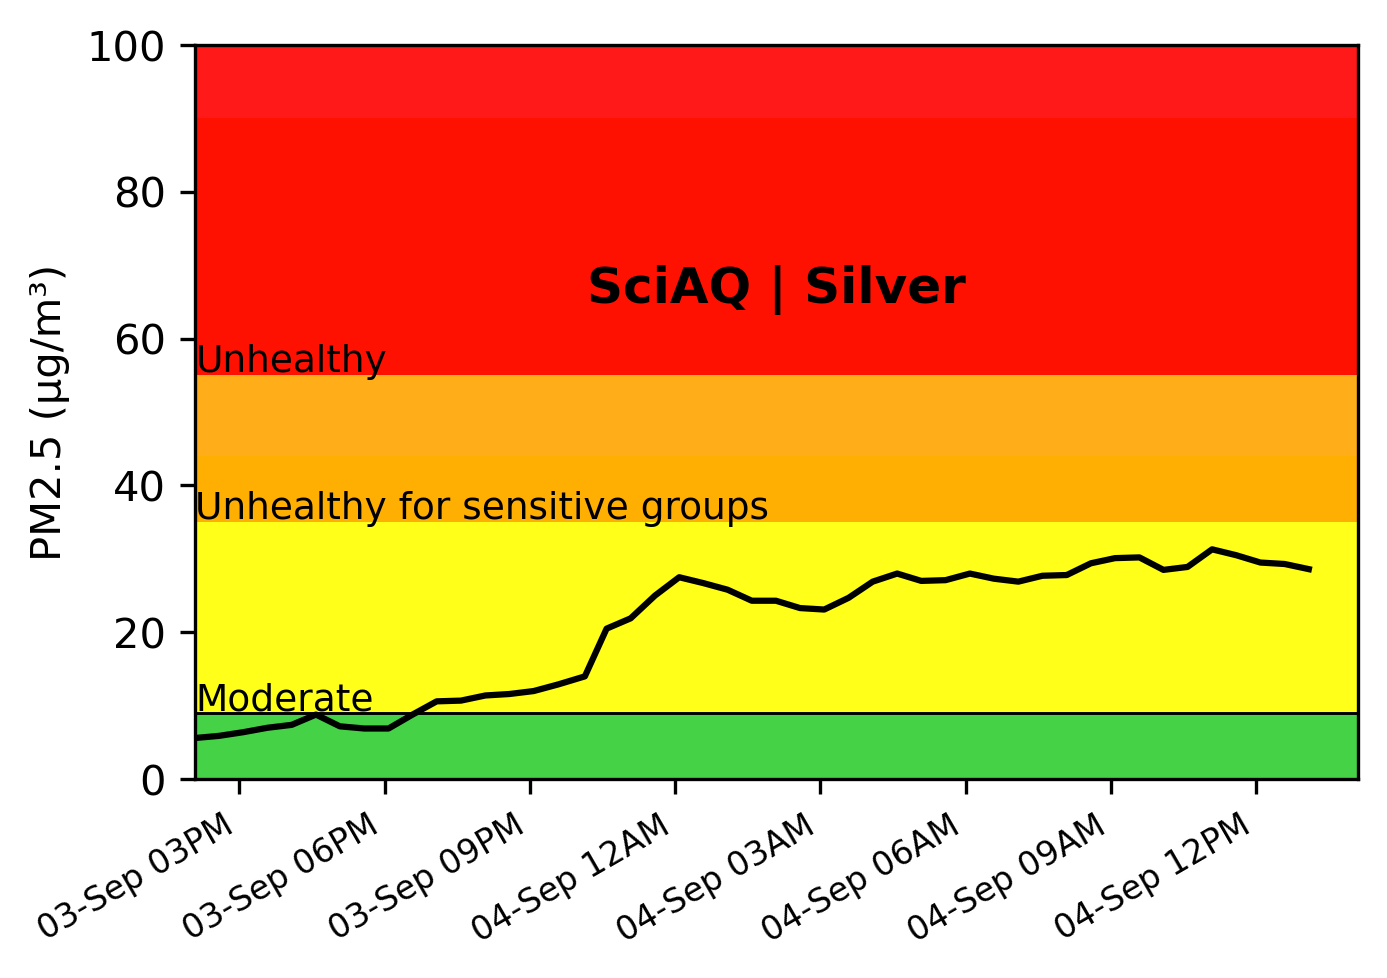 100
80
60
40
20
0
PM2.5 (µg/m³)
SciAQ | Silver
Unhealthy
Unhealthy for sensitive groups
Moderate
03-Sep 03PM
03-Sep 06PM
03-Sep 09PM
04-Sep 12AM
04-Sep 03AM
04-Sep 06AM
04-Sep 09AM
04-Sep 12PM